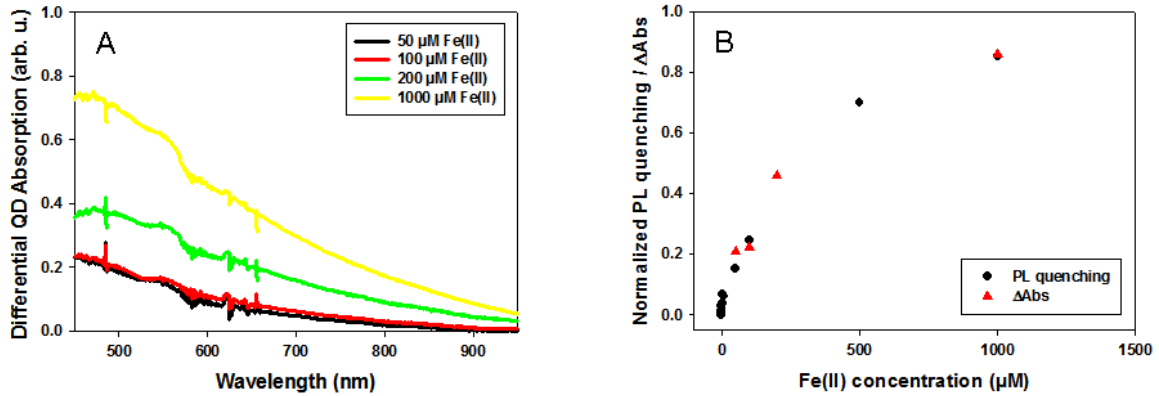 A
Differential QD Absorption (arb. u.)
1.0
0.8
0.6
0.4
0.2
0.0
50 µM Fe(II)
100 µM Fe(II)
200 µM Fe(II)
1000 µM Fe(II)
500 600 700 800 900
Wavelength (nm)
B
Normalized PL quenching / ΔAbs
1.0
0.8
0.6
0.4
0.2
0.0
PL quenching
ΔAbs
0 500 1000 1500
Fe(II) concentration (µM)